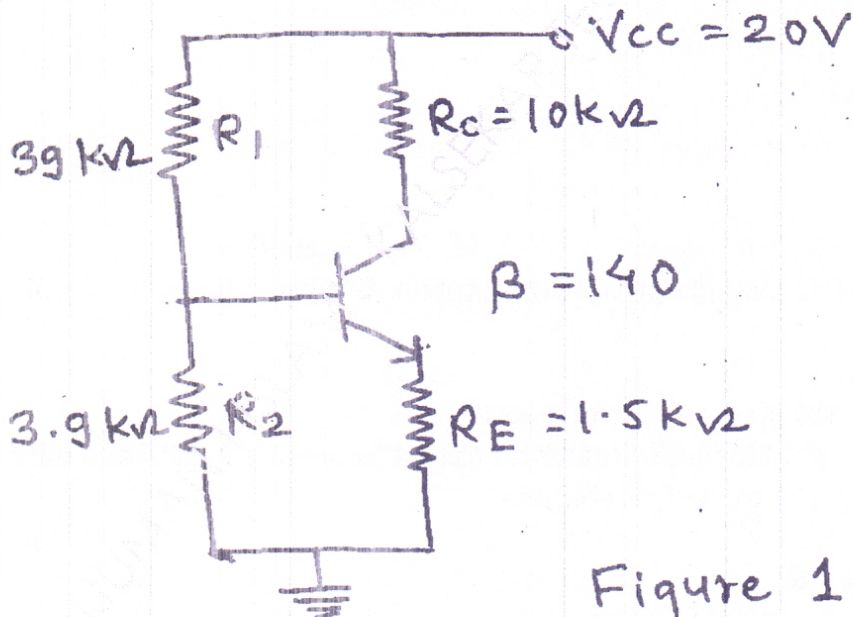 Vcc = 20V
39 kΩ R1 Rc = 10kΩ
β = 140
3.9 kΩ R2 RE = 1.5kΩ
Figure 1